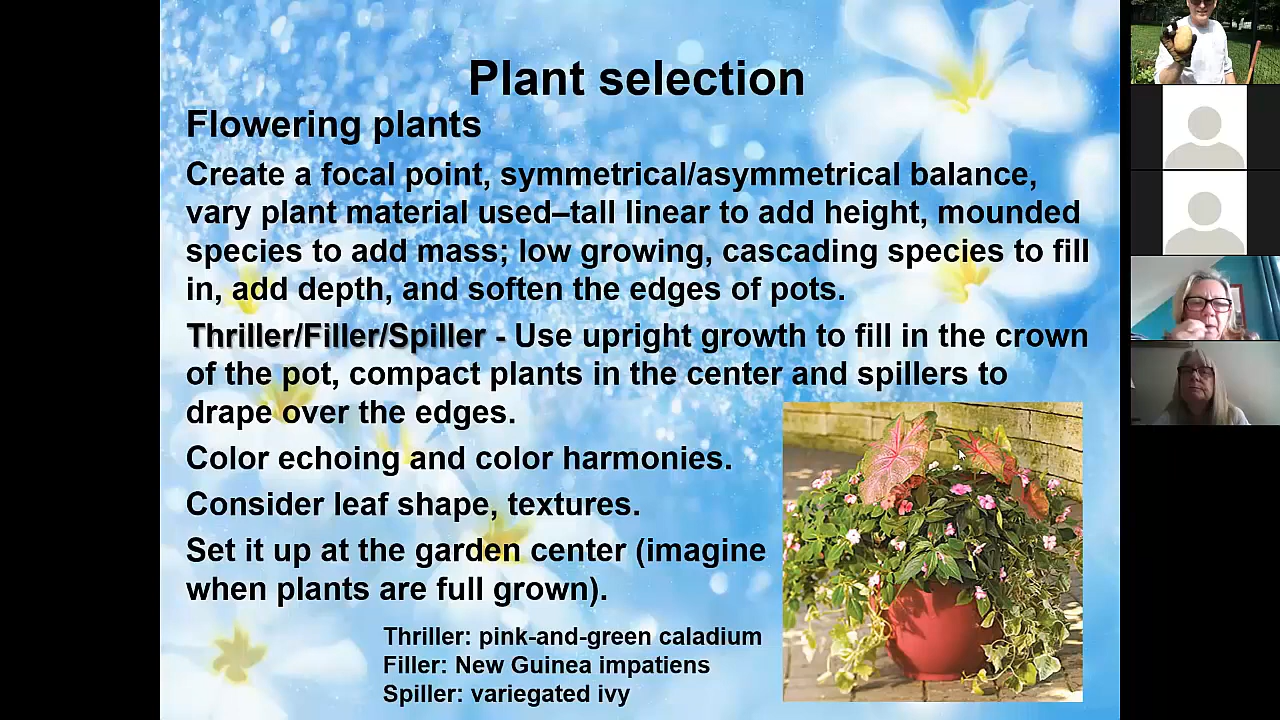 Plant selection
Flowering plants
Create a focal point, symmetrical/asymmetrical balance,
vary plant material used–tall linear to add height, mounded
species to add mass; low growing, cascading species to fill
in, add depth, and soften the edges of pots.
Thriller/Filler/Spiller - Use upright growth to fill in the crown
of the pot, compact plants in the center and spillers to
drape over the edges.
Color echoing and color harmonies.
Consider leaf shape, textures.
Set it up at the garden center (imagine
when plants are full grown).
Thriller: pink-and-green caladium
Filler: New Guinea impatiens
Spiller: variegated ivy